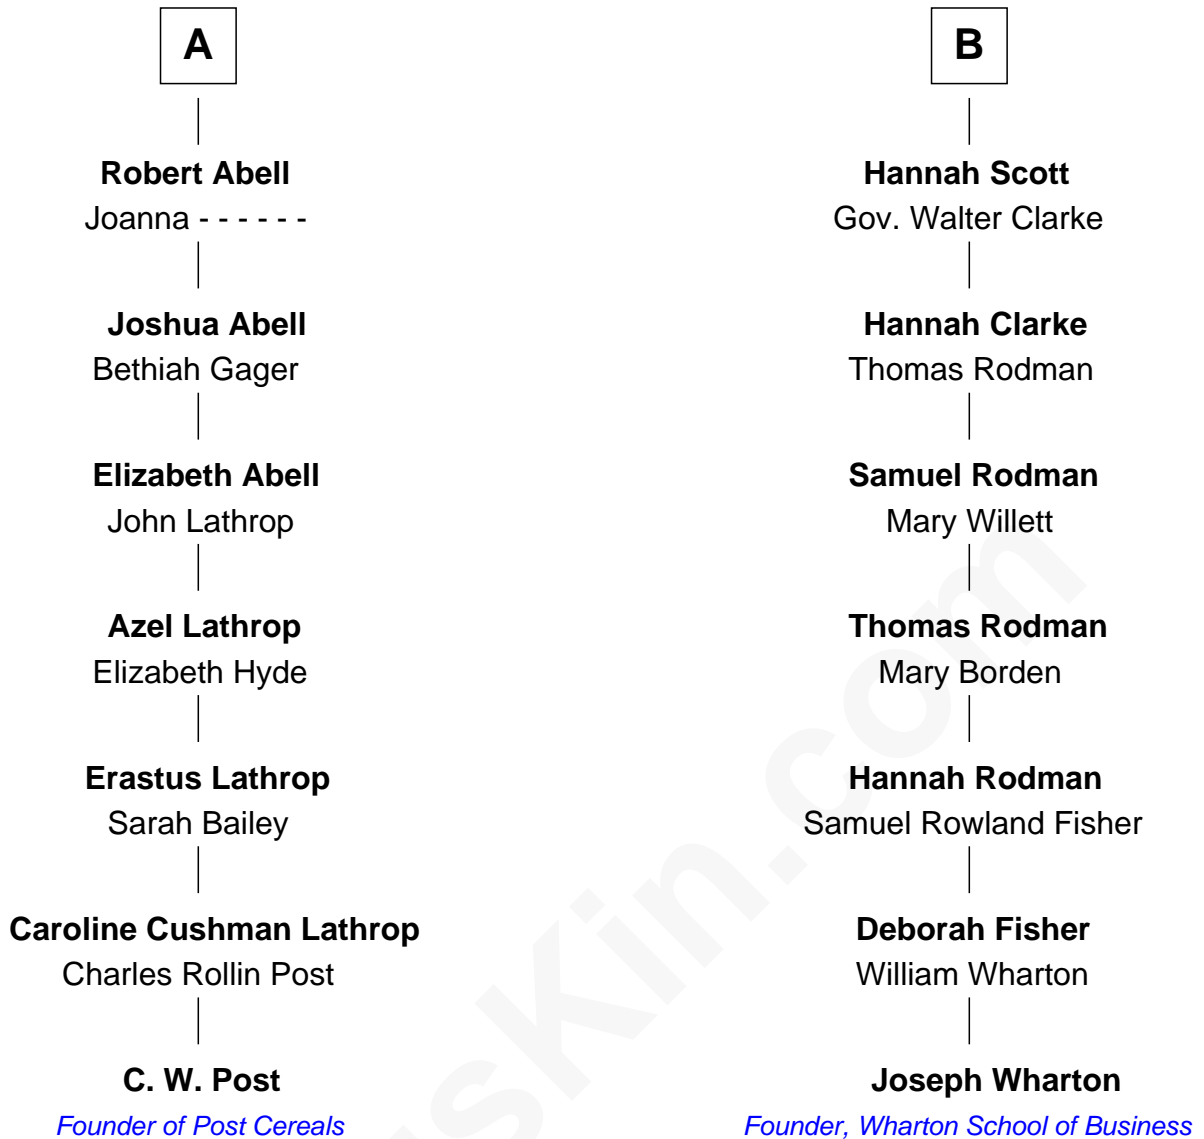 A
Robert Abell
Joanna - - - - - -
Joshua Abell
Bethiah Gager
Elizabeth Abell
John Lathrop
Azel Lathrop
Elizabeth Hyde
Erastus Lathrop
Sarah Bailey
Caroline Cushman Lathrop
Charles Rollin Post
C. W. Post
Founder of Post Cereals
B
Hannah Scott
Gov. Walter Clarke
Hannah Clarke
Thomas Rodman
Samuel Rodman
Mary Willett
Thomas Rodman
Mary Borden
Hannah Rodman
Samuel Rowland Fisher
Deborah Fisher
William Wharton
Joseph Wharton
Founder, Wharton School of Business
sKin.com